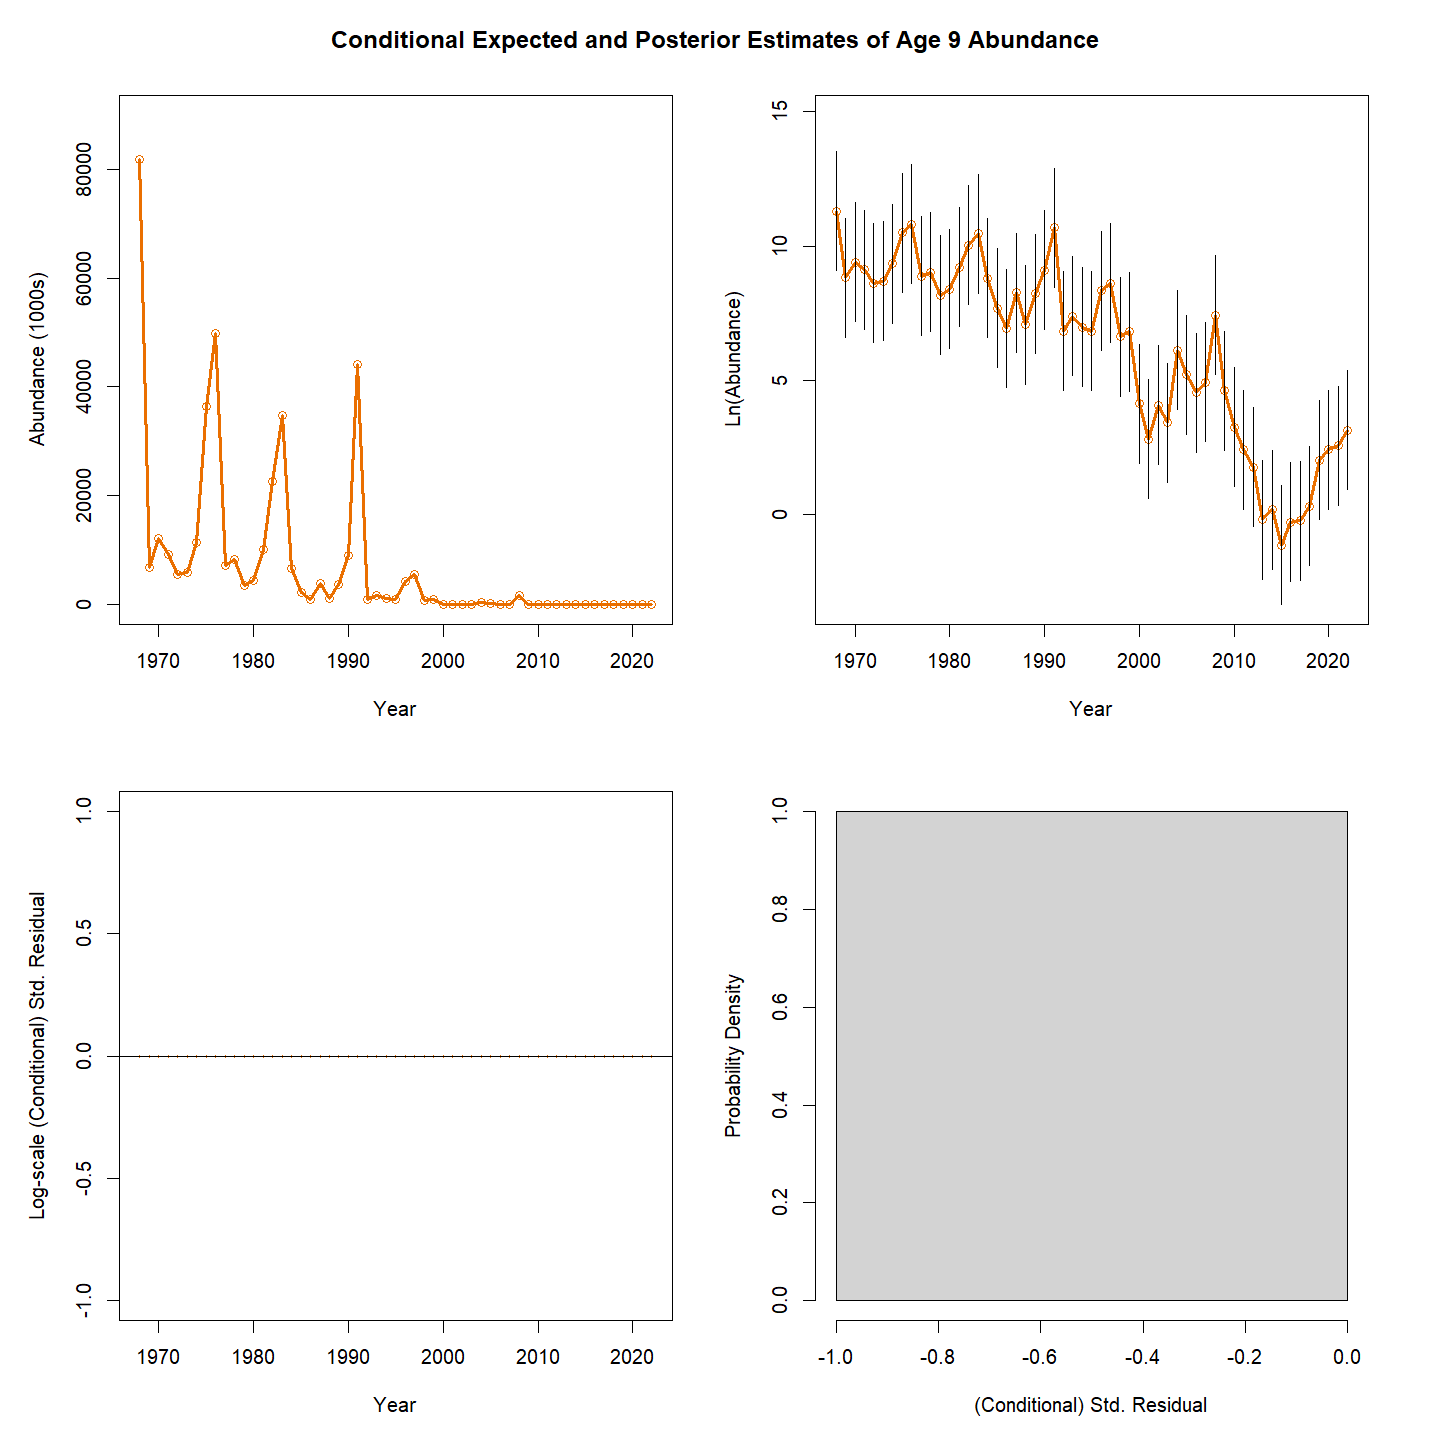 Conditional Expected and Posterior Estimates of Age 9 Abundance
Abundance (1000s)
80000
60000
40000
20000
0
1970 1980 1990 2000 2010 2020
Year
Ln(Abundance)
15
10
5
0
1970 1980 1990 2000 2010 2020
Year
Log-scale (Conditional) Std. Residual
1.0
0.5
0.0
-0.5
-1.0
1970 1980 1990 2000 2010 2020
Year
Probability Density
1.0
0.8
0.6
0.4
0.2
0.0
-1.0 -0.8 -0.6 -0.4 -0.2 0.0
(Conditional) Std. Residual